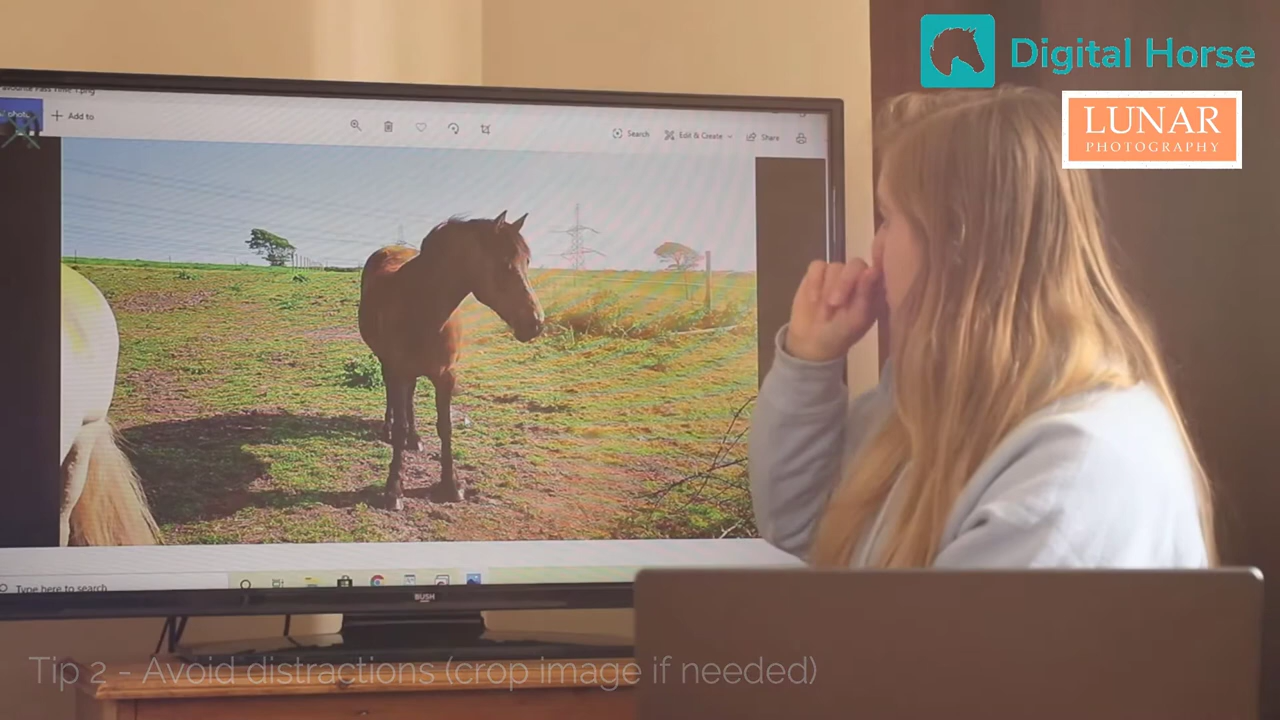 Digital Horse
LUNAR
PHOTOGRAPHY
Add to
Search
Edit & Create
Share
Type here to search
BUSH
Tip 2 - Avoid distractions (crop image if needed)